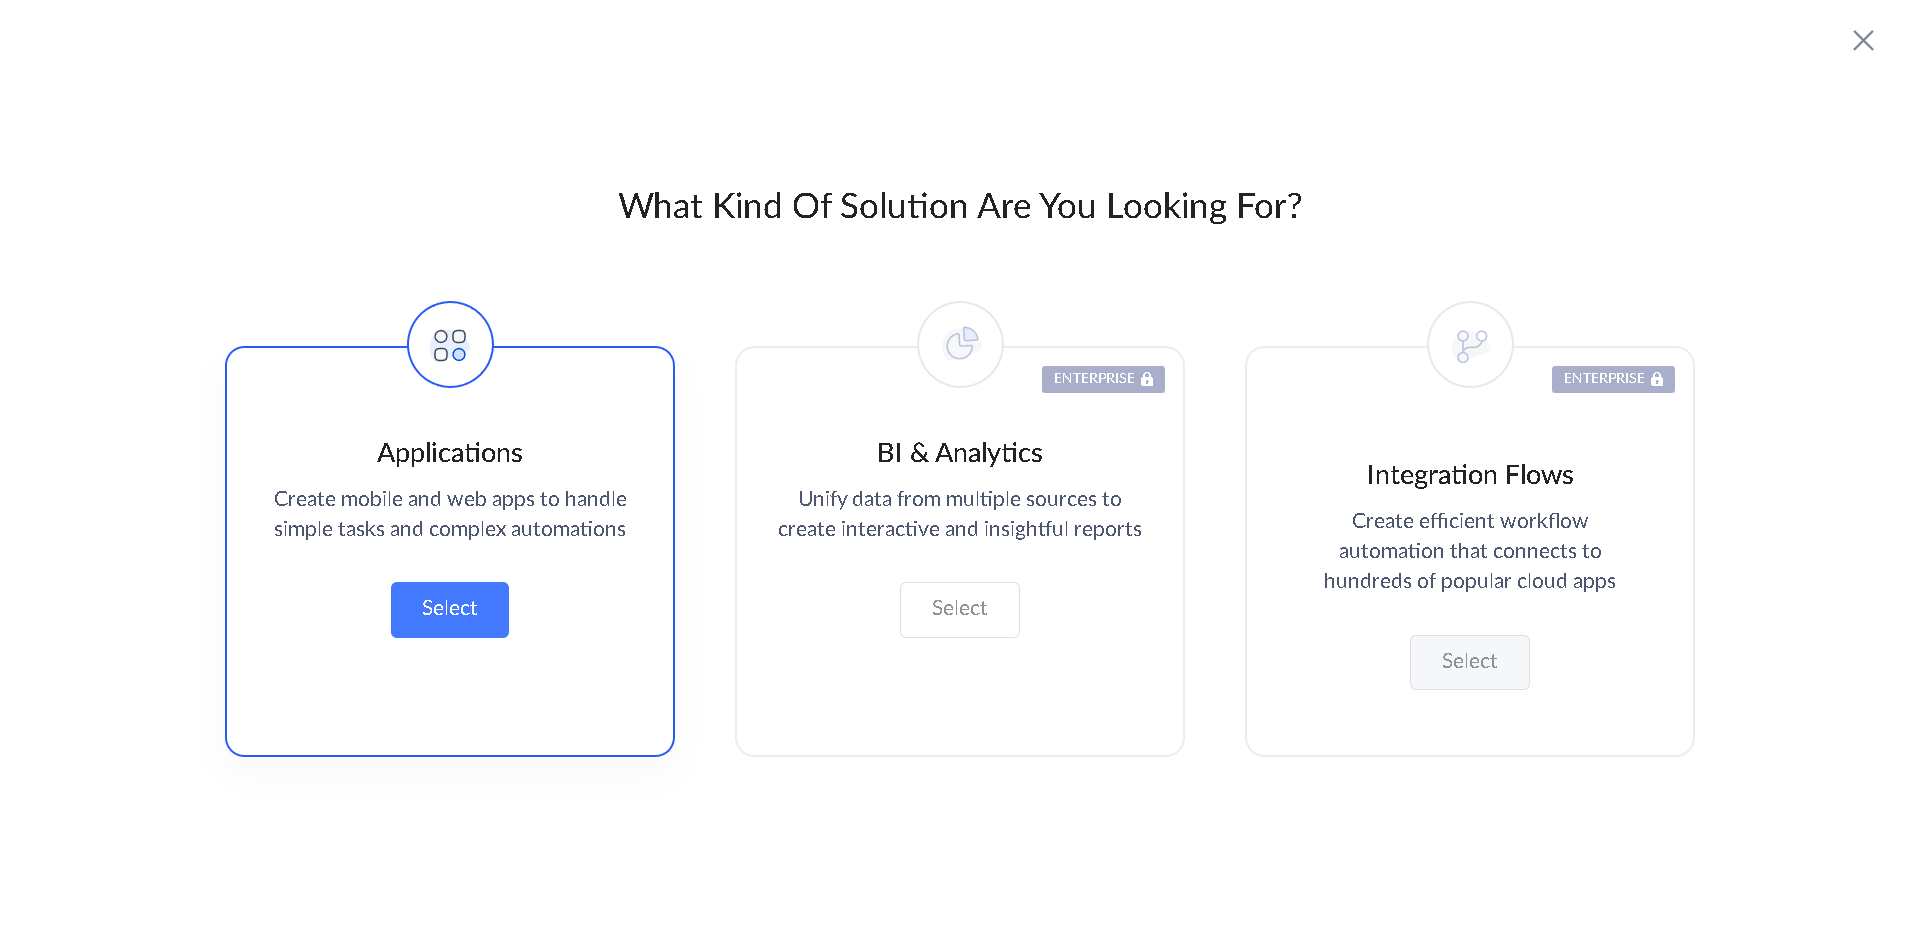 What Kind Of Solution Are You Looking For?
Applications
Create mobile and web apps to handle
simple tasks and complex automations
Select
ENTERPRISE
BI & Analytics
Unify data from multiple sources to
create interactive and insightful reports
Select
ENTERPRISE
Integration Flows
Create efficient workflow
automation that connects to
hundreds of popular cloud apps
Select